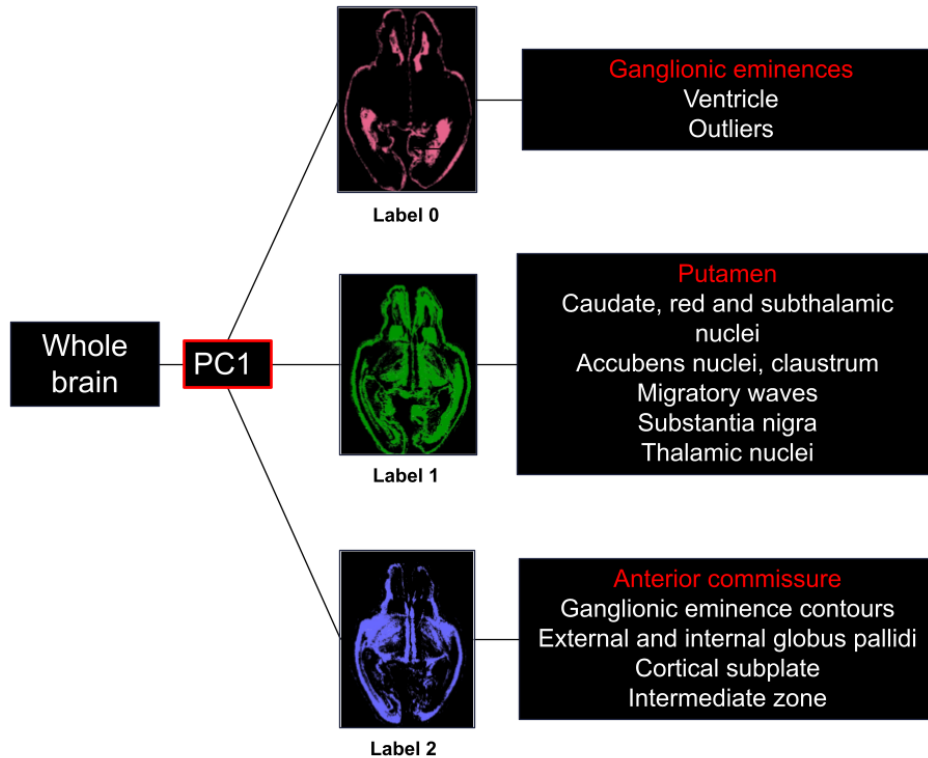 Ganglionic eminences
Ventricle
Outliers
Label 0
Whole
brain
PC1
Putamen
Caudate, red and subthalamic
nuclei
Accubens nuclei, claustrum
Migratory waves
Substantia nigra
Thalamic nuclei
Label 1
Anterior commissure
Ganglionic eminence contours
External and internal globus pallidi
Cortical subplate
Intermediate zone
Label 2